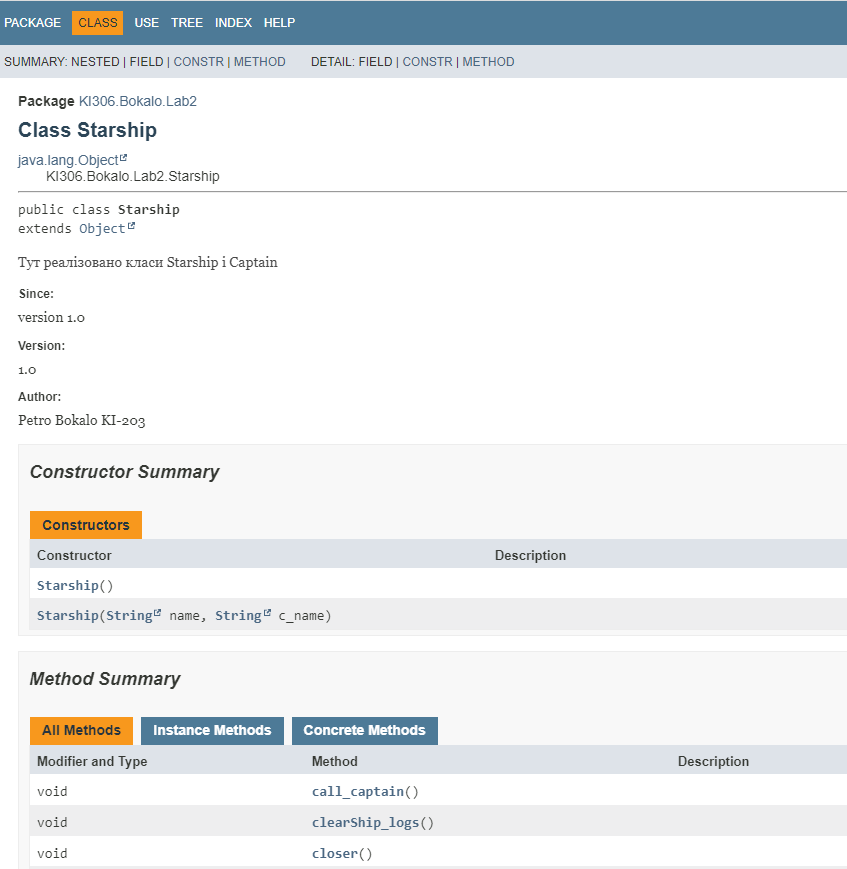 PACKAGE CLASS USE TREE INDEX HELP
SUMMARY: NESTED | FIELD | CONSTR | METHOD DETAIL: FIELD | CONSTR | METHOD
Package KI306.Bokalo.Lab2
Class Starship
java.lang.Object
KI306.Bokalo.Lab2.Starship
public class Starship
extends Object
Тут реалізовано класи Starship і Captain
Since:
version 1.0
Version:
1.0
Author:
Petro Bokalo KI-203
Constructor Summary
Constructors
Constructor Description
Starship()
Starship(String name, String c_name)
Method Summary
All Methods Instance Methods Concrete Methods
Modifier and Type Method Description
void call_captain()
void clearShip_logs()
void closer()